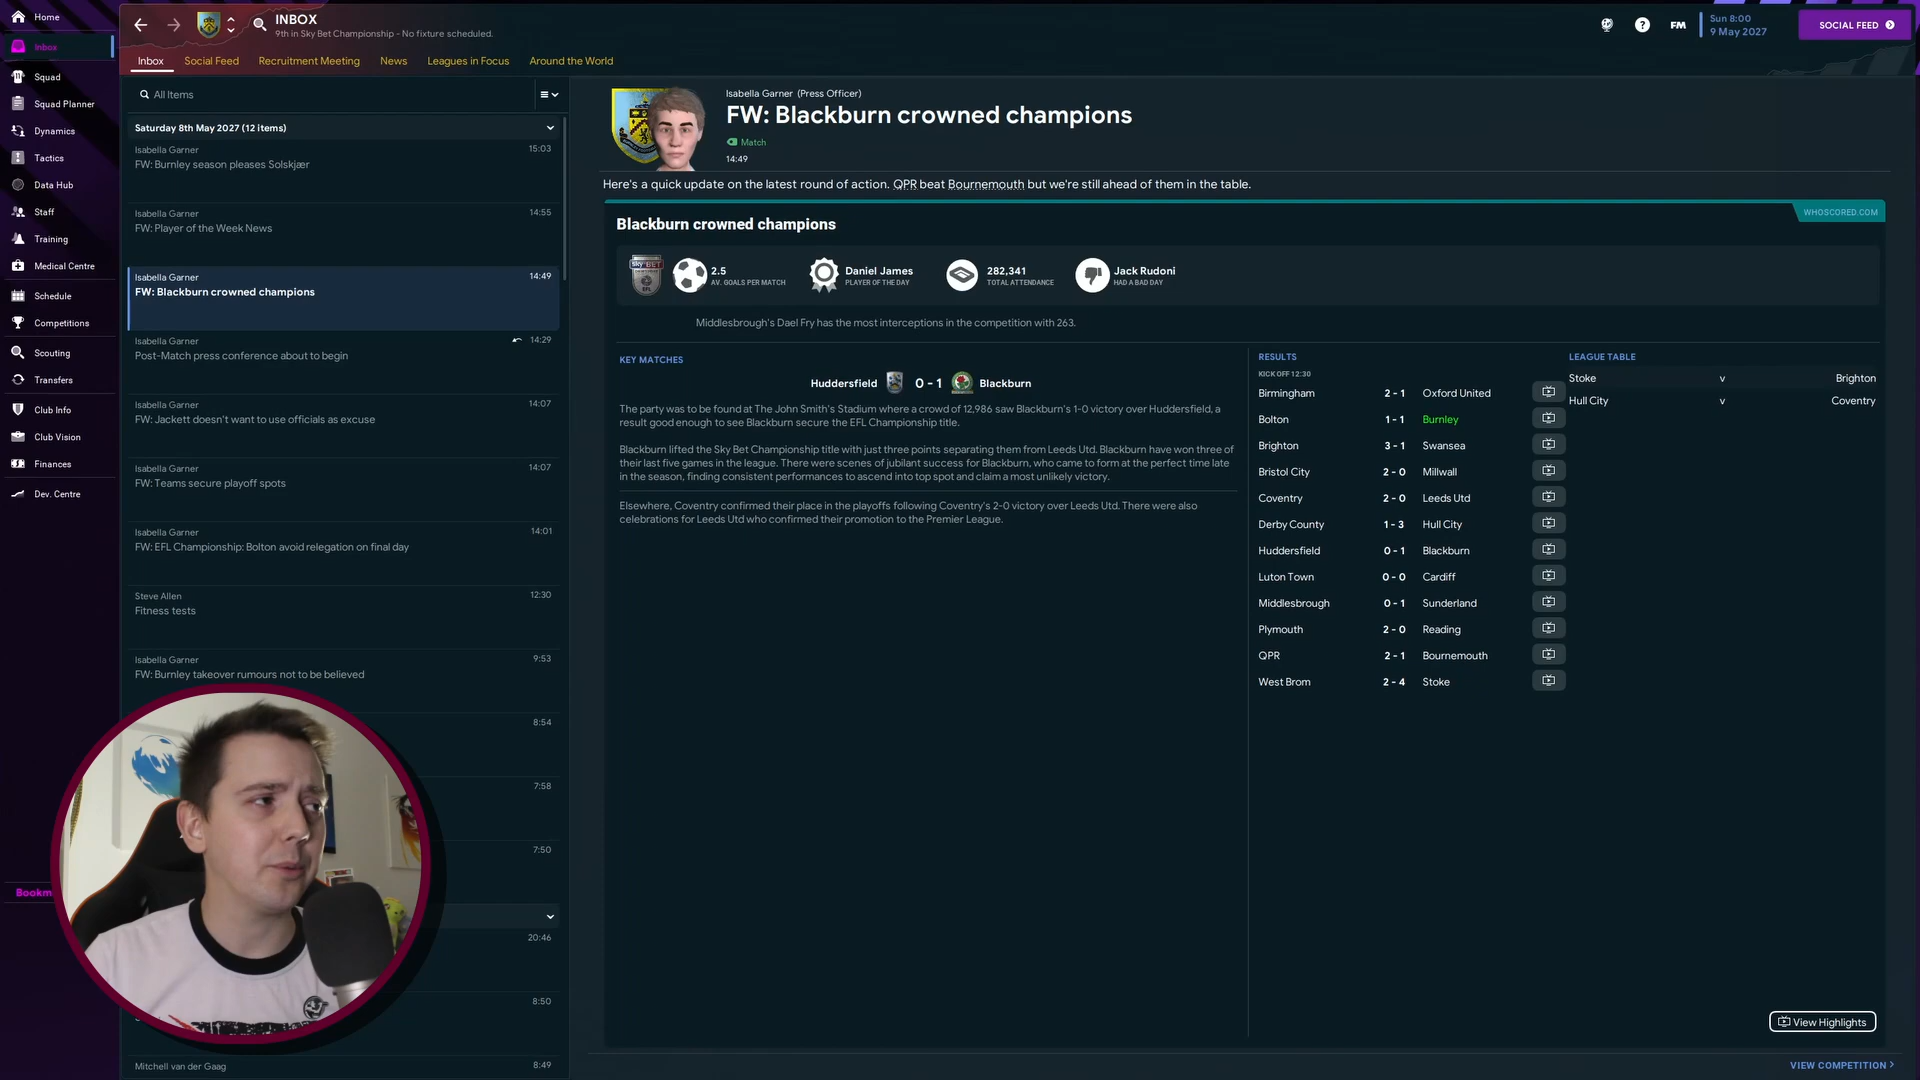 Home
Inbox
Squad
Squad Planner
Dynamics
Tactics
Data Hub
Staff
Training
Medical Centre
Schedule
Competitions
Scouting
Transfers
Club Info
Club Vision
Finances
Dev. Centre
INBOX
9th in Sky Bet Championship - No fixture scheduled.
FM
Sun 8:00
9 May 2027
SOCIAL FEED
Inbox
Social Feed
Recruitment Meeting
News
Leagues in Focus
Around the World
All Items
Saturday 8th May 2027 (12 items)
Isabella Garner 15:03
FW: Burnley season pleases Solskjær
Isabella Garner 14:55
FW: Player of the Week News
Isabella Garner 14:49
FW: Blackburn crowned champions
Isabella Garner 14:29
Post-Match press conference about to begin
Isabella Garner 14:07
FW: Jackett doesn't want to use officials as excuse
Isabella Garner 14:07
FW: Teams secure playoff spots
Isabella Garner 14:01
FW: EFL Championship: Bolton avoid relegation on final day
Steve Allen 12:30
Fitness tests
Isabella Garner 9:53
FW: Burnley takeover rumours not to be believed
8:54
7:58
7:50
20:46
8:50
Mitchell van der Gaag 8:49
Isabella Garner (Press Officer)
FW: Blackburn crowned champions
Match
14:49
Here's a quick update on the latest round of action. QPR beat Bournemouth but we're still ahead of them in the table.
WHOSCORED.COM
Blackburn crowned champions
sky BET
EFL
2.5
AV. GOALS PER MATCH
Daniel James
PLAYER OF THE DAY
282,341
TOTAL ATTENDANCE
Jack Rudoni
HAD A BAD DAY
Middlesbrough's Dael Fry has the most interceptions in the competition with 263.
KEY MATCHES
Huddersfield 0 - 1 Blackburn
The party was to be found at The John Smith's Stadium where a crowd of 12,986 saw Blackburn's 1-0 victory over Huddersfield, a
result good enough to see Blackburn secure the EFL Championship title.
Blackburn lifted the Sky Bet Championship title with just three points separating them from Leeds Utd. Blackburn have won three of
their last five games in the league. There were scenes of jubilant success for Blackburn, who came to form at the perfect time late
in the season, finding consistent performances to ascend into top spot and claim a most unlikely victory.
Elsewhere, Coventry confirmed their place in the playoffs following Coventry's 2-0 victory over Leeds Utd. There were also
celebrations for Leeds Utd who confirmed their promotion to the Premier League.
RESULTS
KICK OFF 12:30
Birmingham 2 - 1 Oxford United
Bolton 1 - 1 Burnley
Brighton 3 - 1 Swansea
Bristol City 2 - 0 Millwall
Coventry 2 - 0 Leeds Utd
Derby County 1 - 3 Hull City
Huddersfield 0 - 1 Blackburn
Luton Town 0 - 0 Cardiff
Middlesbrough 0 - 1 Sunderland
Plymouth 2 - 0 Reading
QPR 2 - 1 Bournemouth
West Brom 2 - 4 Stoke
LEAGUE TABLE
Stoke v Brighton
Hull City v Coventry
View Highlights
VIEW COMPETITION